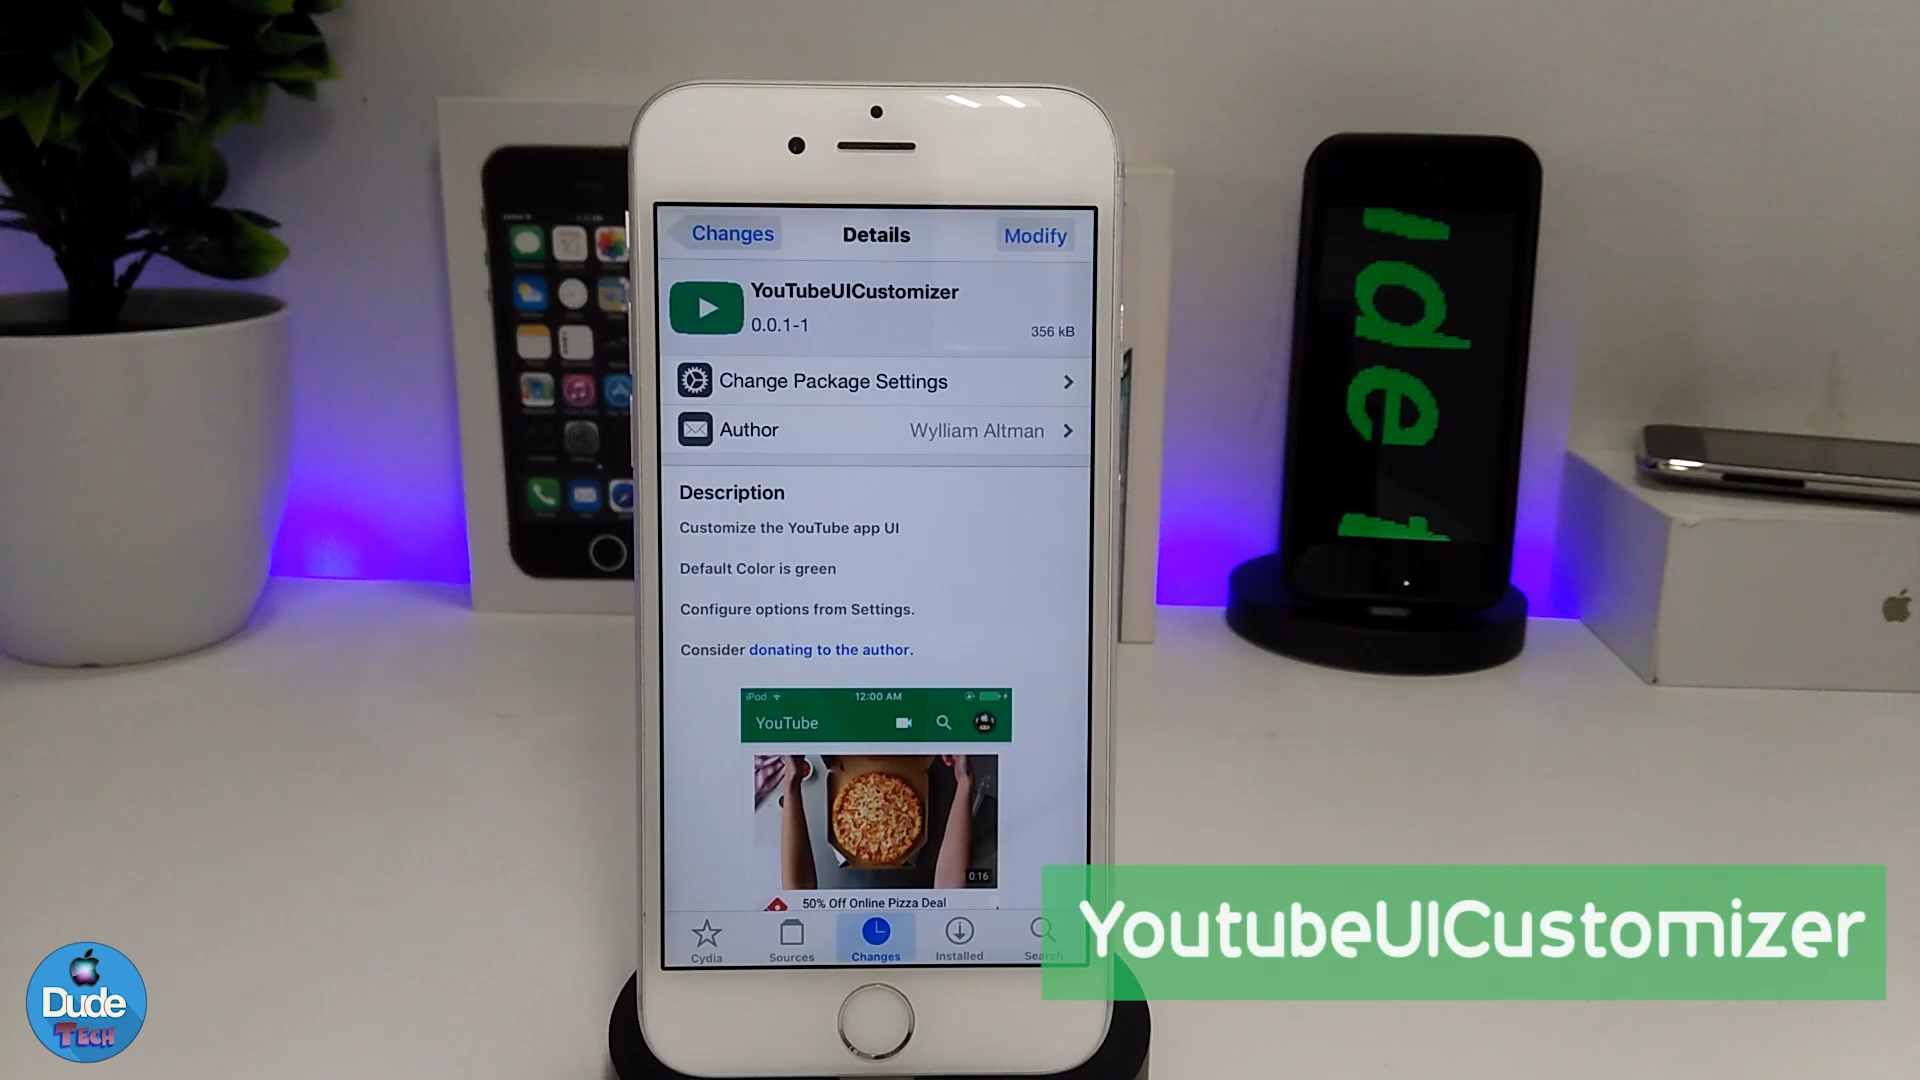 Changes
Details
Modify
YouTubeUICustomizer
0.0.1-1
356 kB
Change Package Settings
Author
Wylliam Altman
Description
Customize the YouTube app UI
Default Color is green
Configure options from Settings.
Consider donating to the author.
iPod
12:00 AM
YouTube
0:16
50% Off Online Pizza Deal
Cydia
Sources
Changes
Installed
Search
YoutubeUICustomizer
Dude
TECH